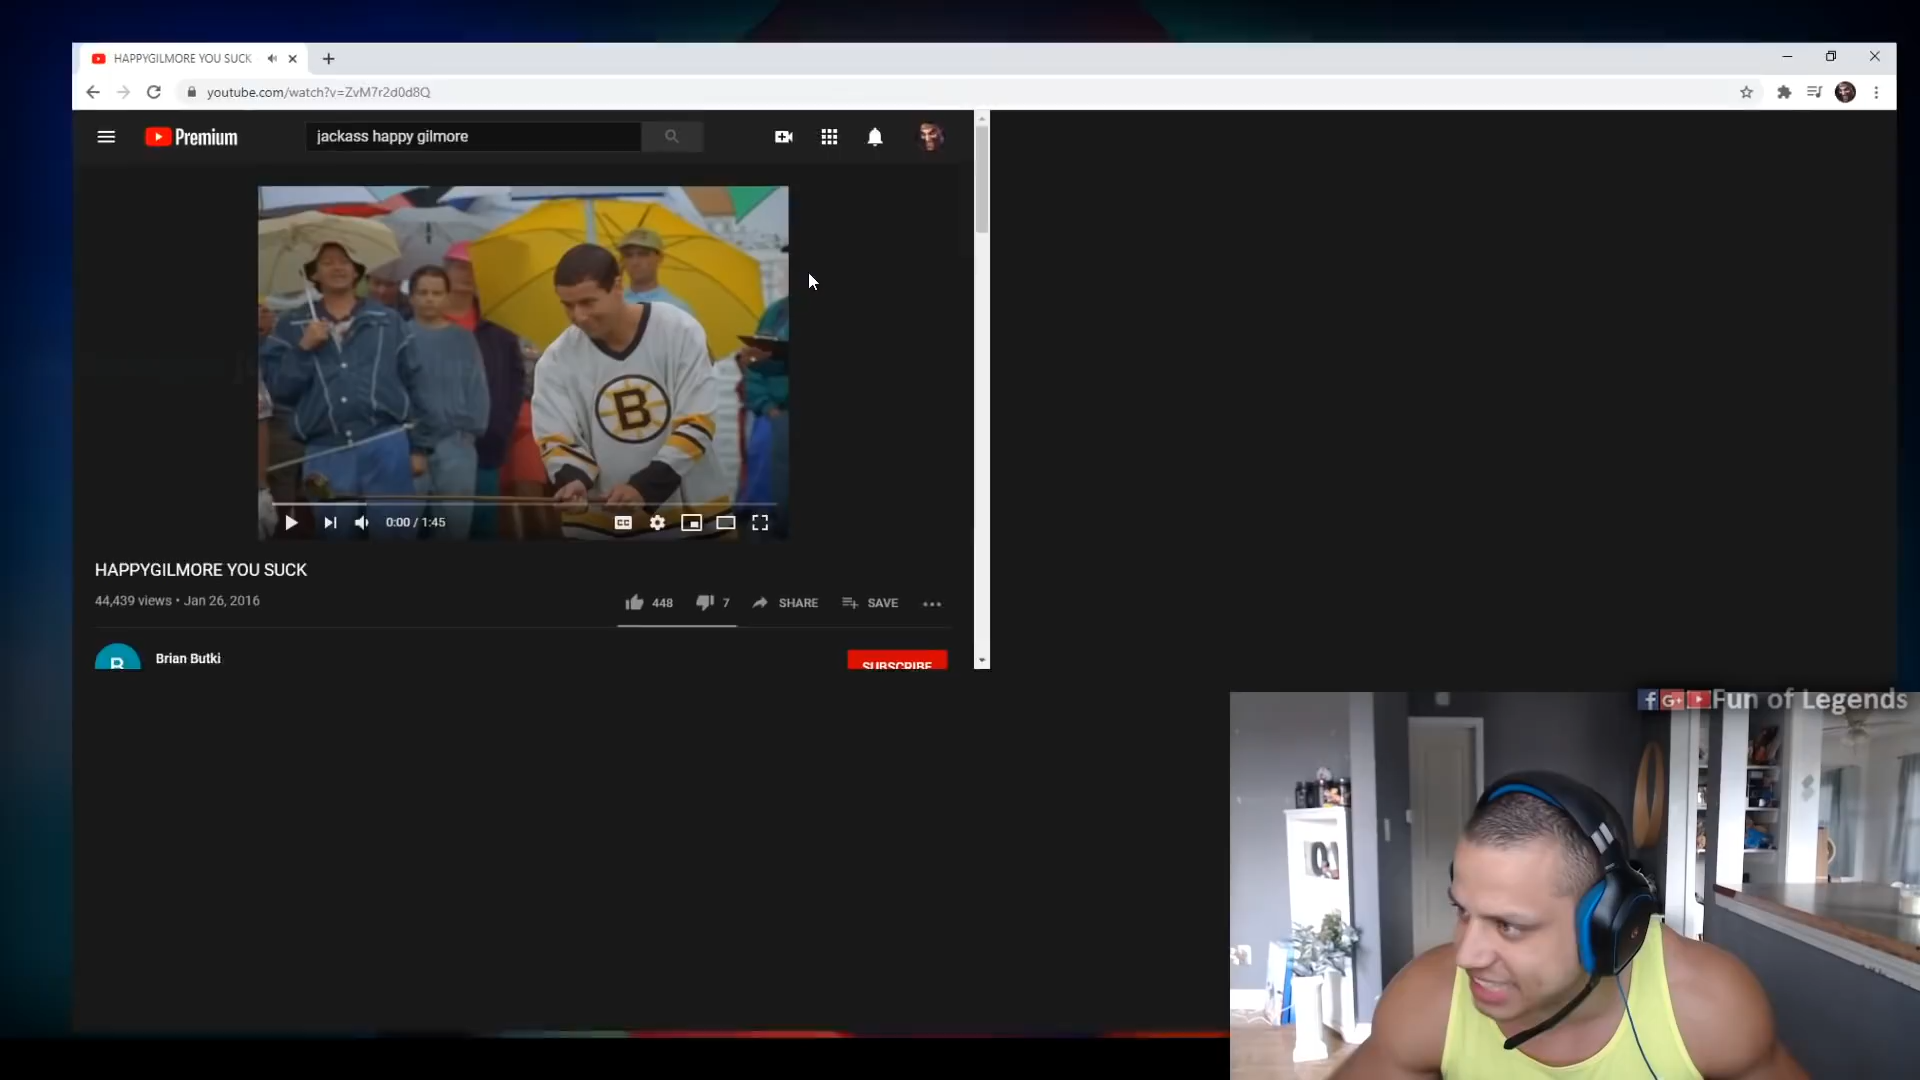 HAPPYGILMORE YOU SUCK
youtube.com/watch?v=ZvM7r2d0d8Q
Premium
jackass happy gilmore
B
0:00 / 1:45
CC
HAPPYGILMORE YOU SUCK
44,439 views • Jan 26, 2016
448
7
SHARE
SAVE
B
Brian Butki
SUBSCRIBE
f G+ Fun of Legends